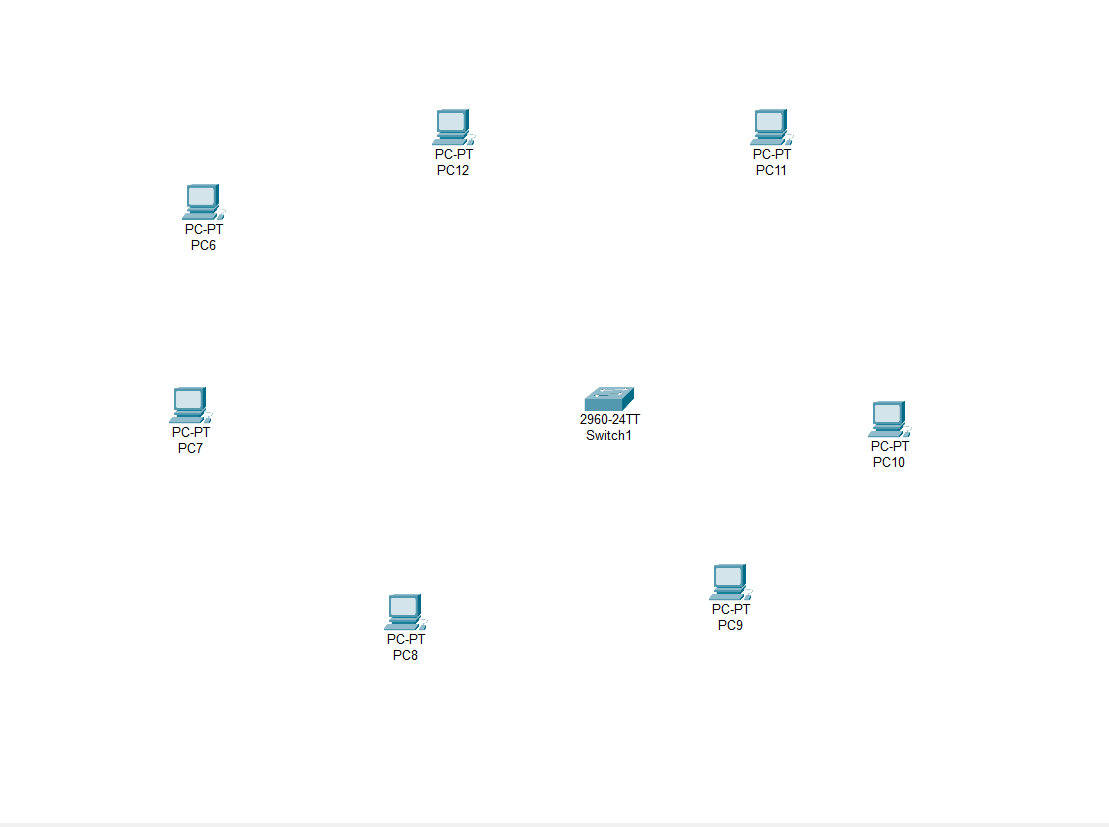 PC-PT
PC12
PC-PT
PC11
PC-PT
PC6
2960-24TT
Switch1
PC-PT
PC7
PC-PT
PC10
PC-PT
PC9
PC-PT
PC8